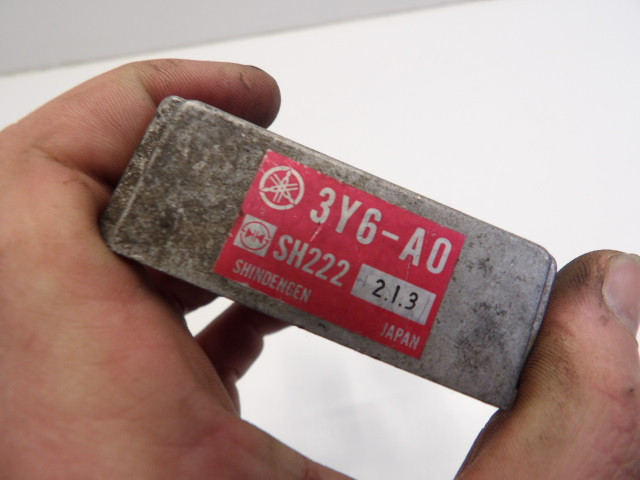 3Y6-A0
SH222 2.1.3
SHINDENGEN
JAPAN